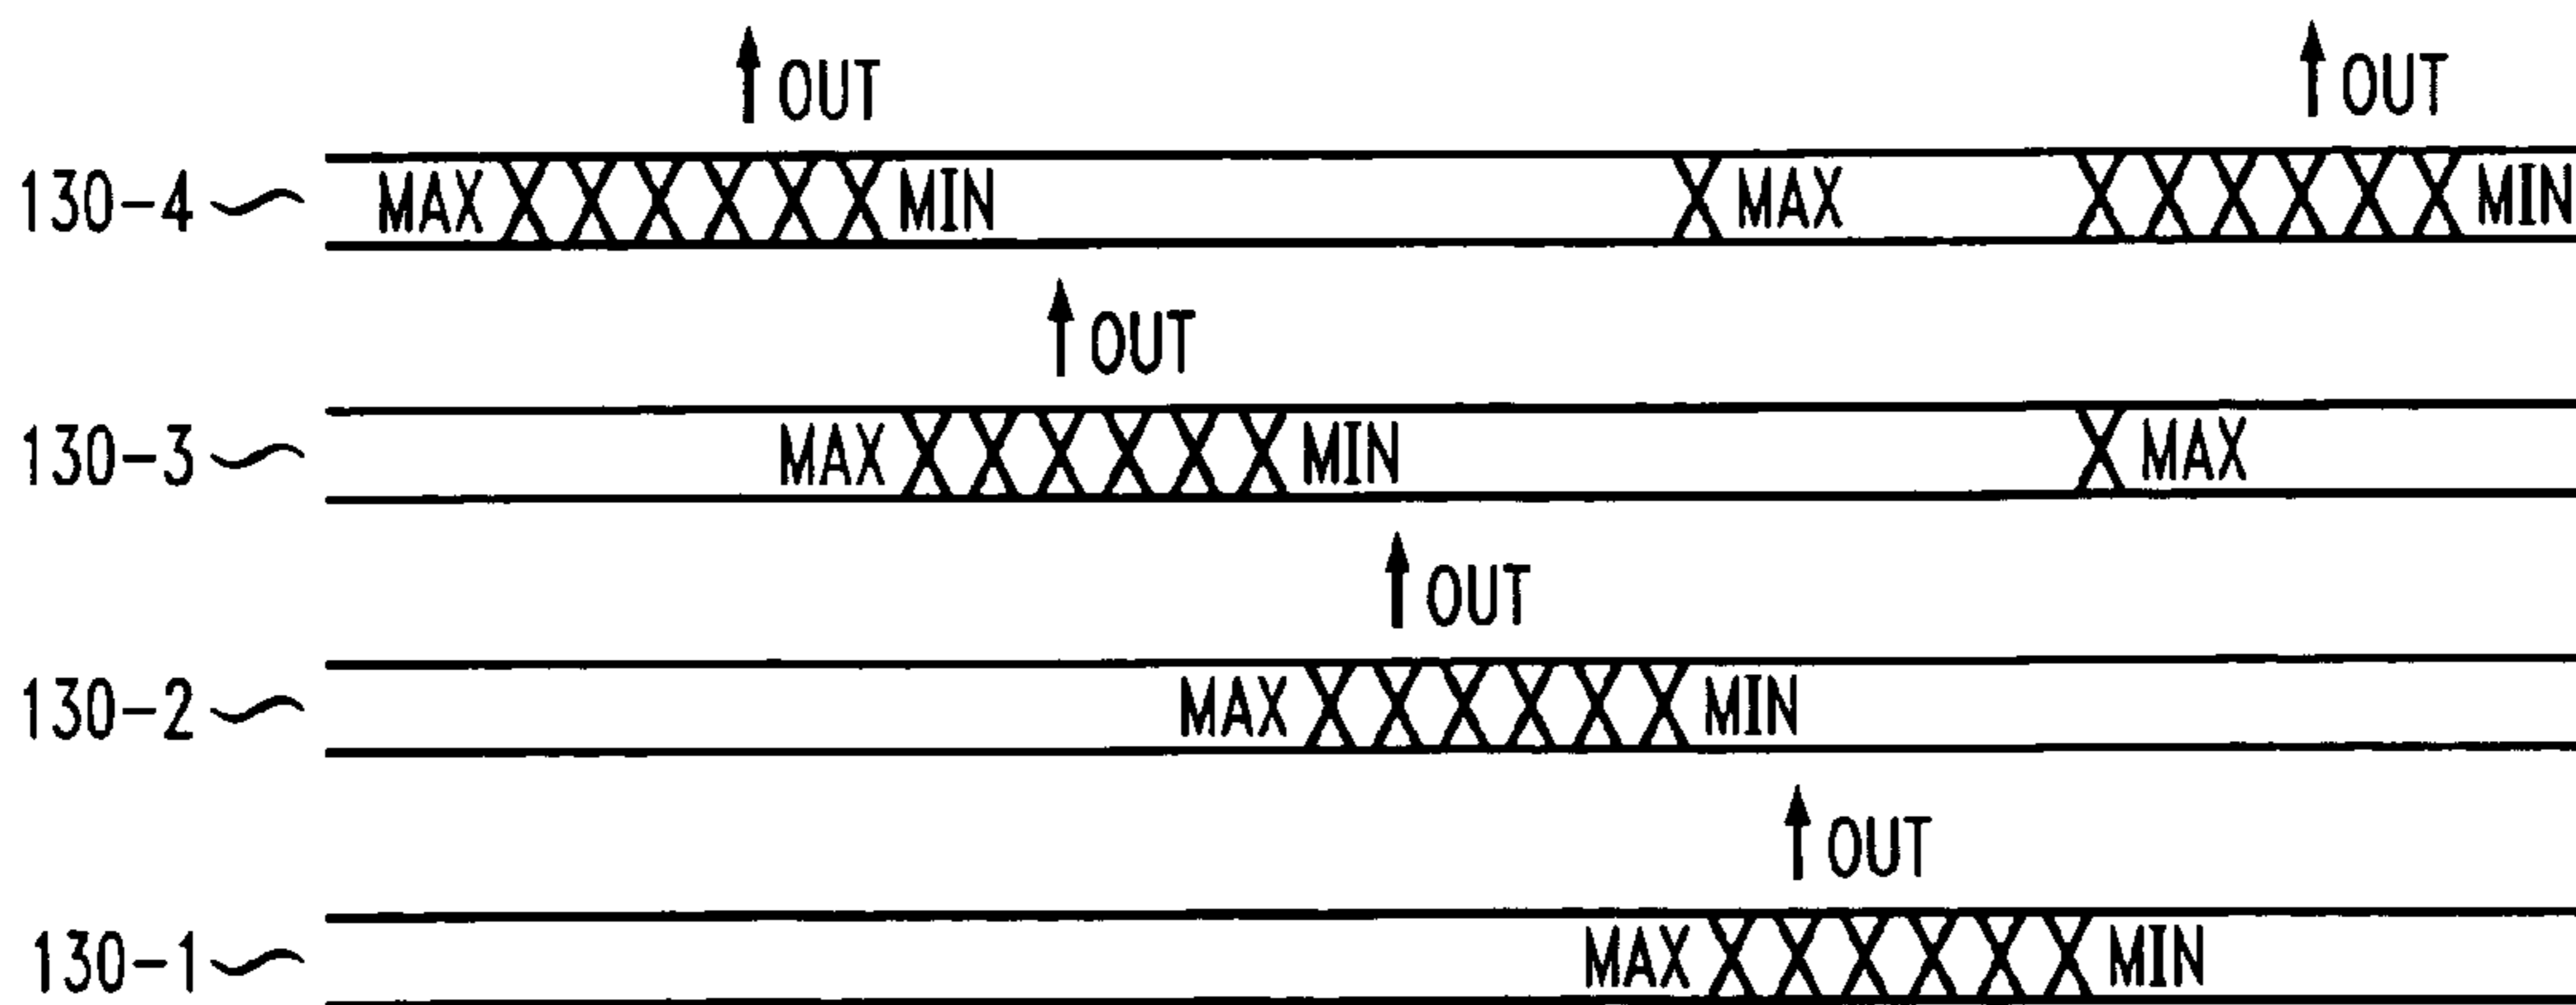 OUT OUT
130-4 MAX MIN MAX MIN
OUT
130-3 MAX MIN MAX
OUT
130-2 MAX MIN
OUT
130-1 MAX MIN